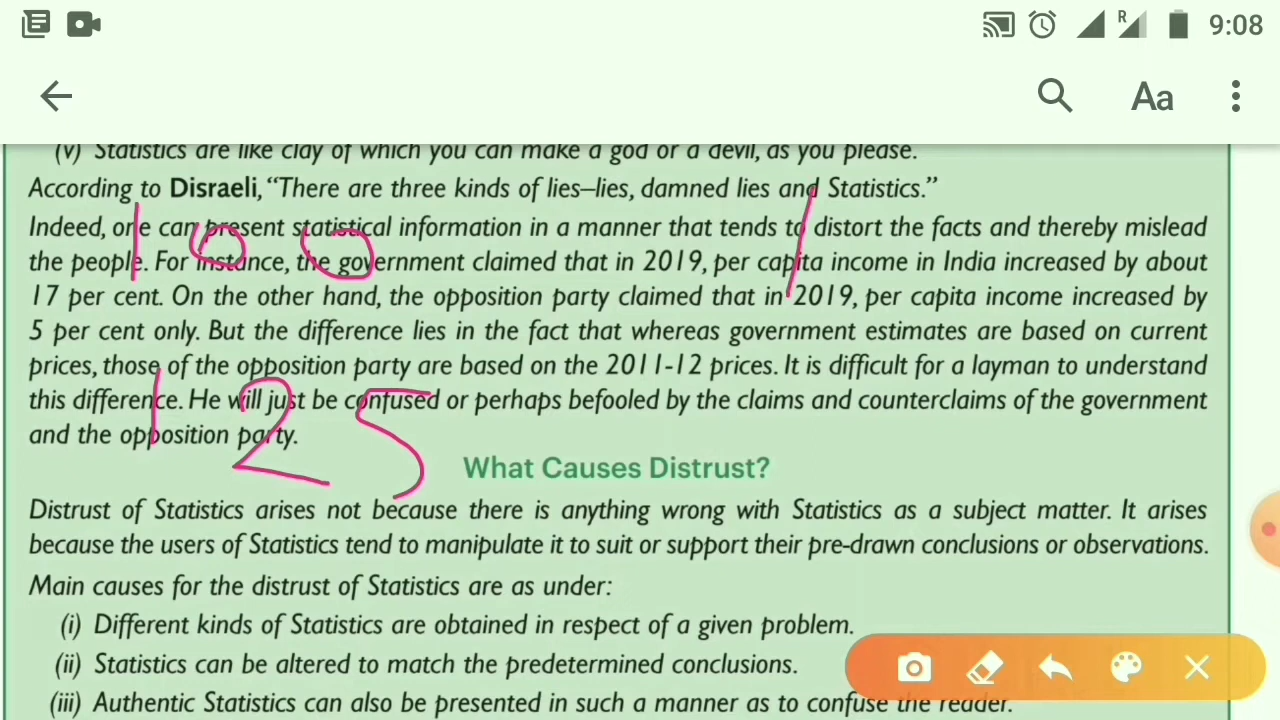 R 9:08
Aa
(v) Statistics are like clay of which you can make a god or a devil, as you please.
According to Disraeli, “There are three kinds of lies–lies, damned lies and Statistics.”
Indeed, one can present statistical information in a manner that tends to distort the facts and thereby mislead
the people. For instance, the government claimed that in 2019, per capita income in India increased by about
17 per cent. On the other hand, the opposition party claimed that in 2019, per capita income increased by
5 per cent only. But the difference lies in the fact that whereas government estimates are based on current
prices, those of the opposition party are based on the 2011-12 prices. It is difficult for a layman to understand
this difference. He will just be confused or perhaps befooled by the claims and counterclaims of the government
and the opposition party.
100
125
What Causes Distrust?
Distrust of Statistics arises not because there is anything wrong with Statistics as a subject matter. It arises
because the users of Statistics tend to manipulate it to suit or support their pre-drawn conclusions or observations.
Main causes for the distrust of Statistics are as under:
(i) Different kinds of Statistics are obtained in respect of a given problem.
(ii) Statistics can be altered to match the predetermined conclusions.
(iii) Authentic Statistics can also be presented in such a manner as to confuse the reader.